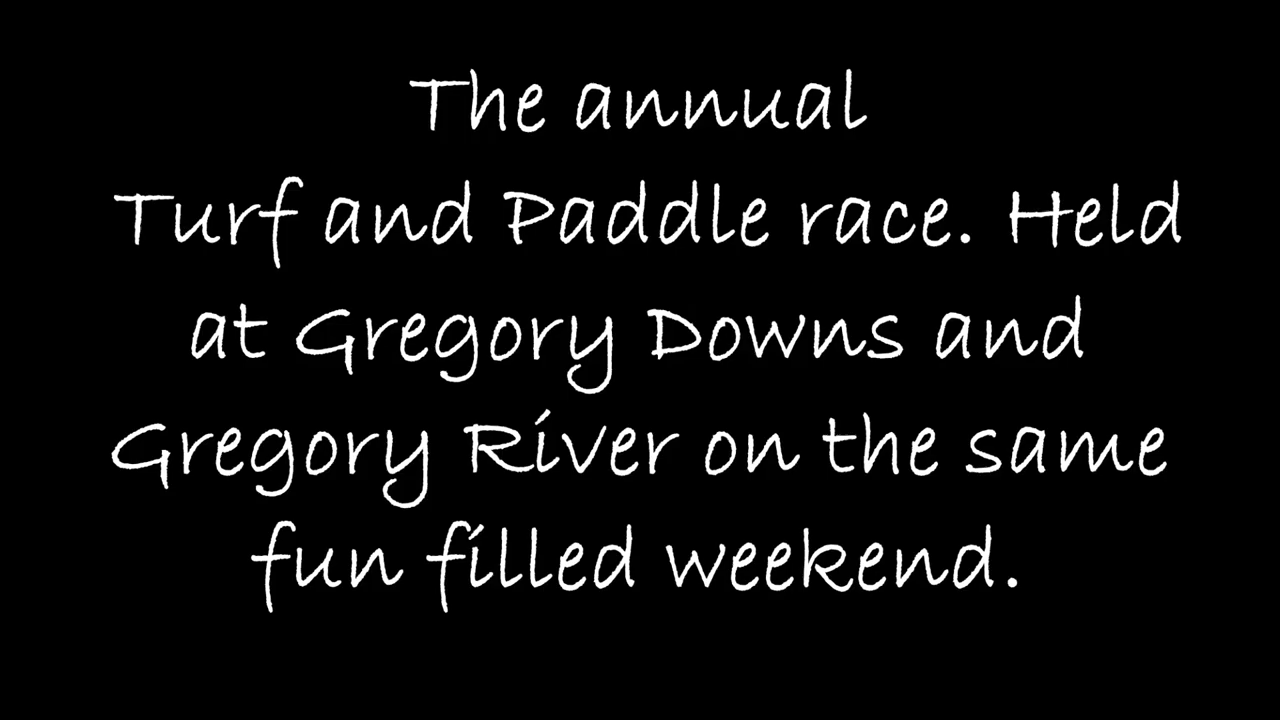 The annual
Turf and Paddle race. Held
at Gregory Downs and
Gregory River on the same
fun filled weekend.